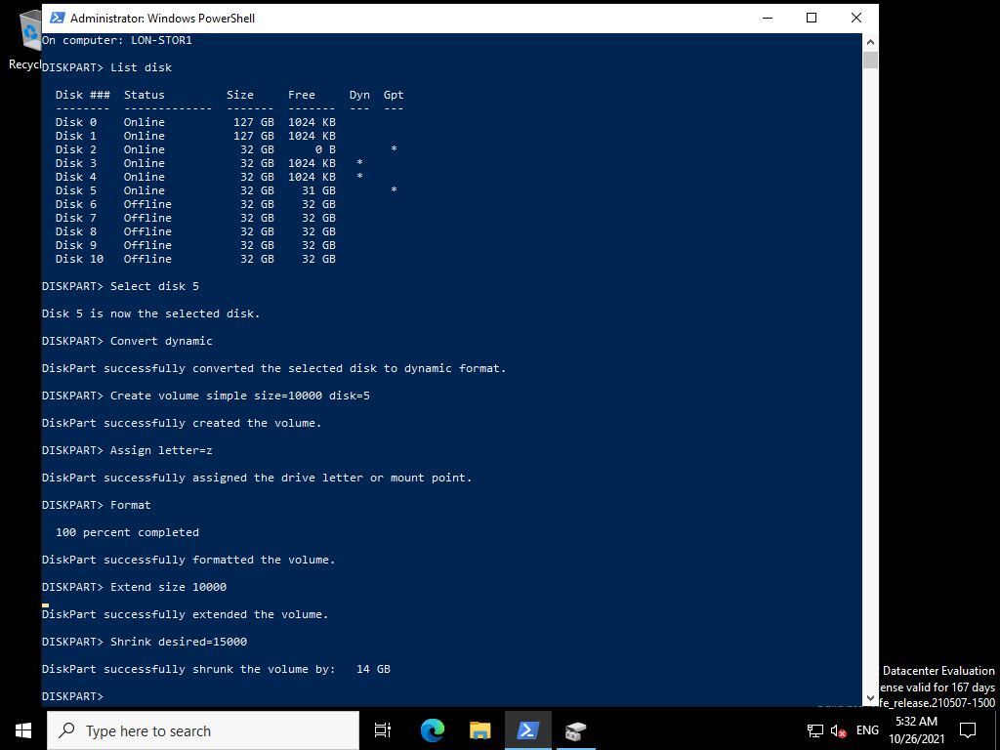 Administrator: Windows PowerShell
On computer: LON-STOR1
Recycl
DISKPART> List disk
Disk ### Status Size Free Dyn Gpt
-------- ------------- ------- ------- --- ---
Disk 0 Online 127 GB 1024 KB
Disk 1 Online 127 GB 1024 KB
Disk 2 Online 32 GB 0 B *
Disk 3 Online 32 GB 1024 KB *
Disk 4 Online 32 GB 1024 KB *
Disk 5 Online 32 GB 31 GB *
Disk 6 Offline 32 GB 32 GB
Disk 7 Offline 32 GB 32 GB
Disk 8 Offline 32 GB 32 GB
Disk 9 Offline 32 GB 32 GB
Disk 10 Offline 32 GB 32 GB
DISKPART> Select disk 5
Disk 5 is now the selected disk.
DISKPART> Convert dynamic
DiskPart successfully converted the selected disk to dynamic format.
DISKPART> Create volume simple size=10000 disk=5
DiskPart successfully created the volume.
DISKPART> Assign letter=z
DiskPart successfully assigned the drive letter or mount point.
DISKPART> Format
100 percent completed
DiskPart successfully formatted the volume.
DISKPART> Extend size 10000
DiskPart successfully extended the volume.
DISKPART> Shrink desired=15000
DiskPart successfully shrunk the volume by: 14 GB
DISKPART>
Datacenter Evaluation
ense valid for 167 days
fe_release.210507-1500
Type here to search
ENG
5:32 AM
10/26/2021